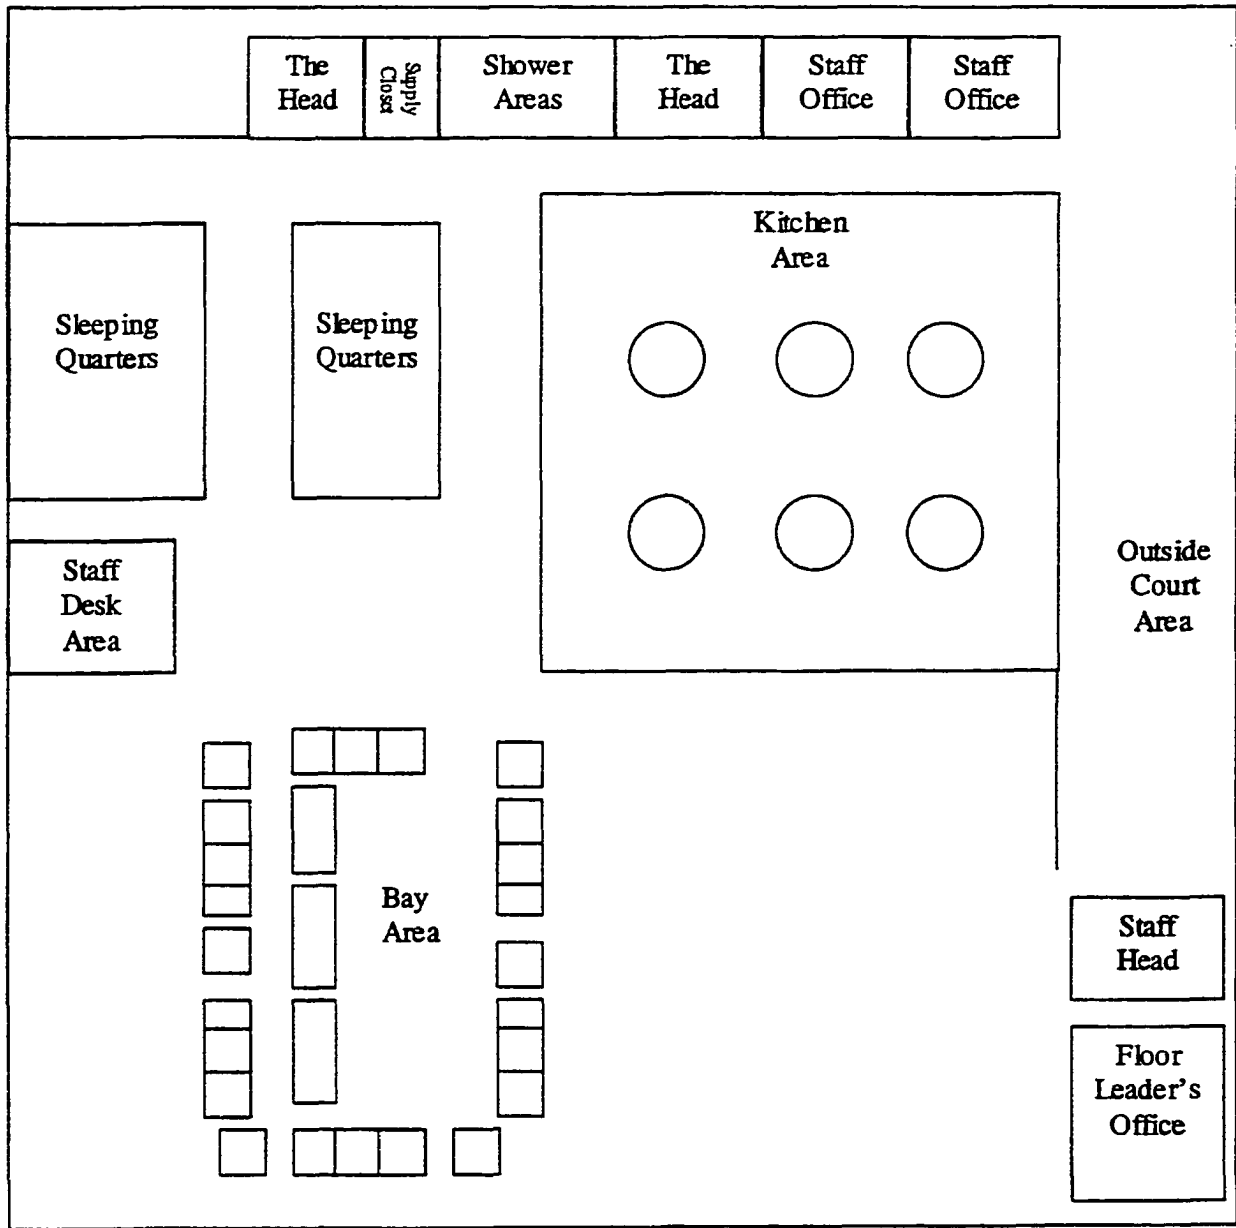 The
Head
Supply
Closet
Shower
Areas
The
Head
Staff
Office
Staff
Office
Kitchen
Area
Sleeping
Quarters
Sleeping
Quarters
Staff
Desk
Area
Outside
Court
Area
Bay
Area
Staff
Head
Floor
Leader's
Office